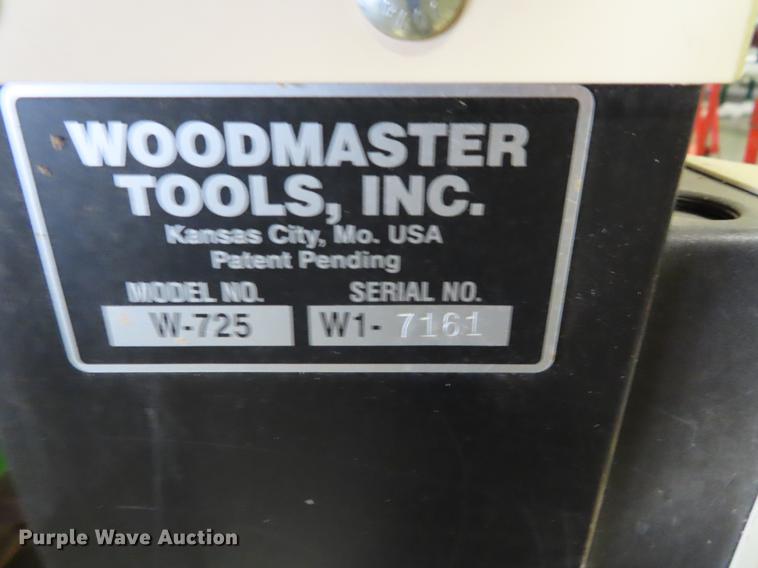 WOODMASTER
TOOLS, INC.
Kansas City, Mo. USA
Patent Pending
MODEL NO. SERIAL NO.
W-725 W1- 7161
Purple Wave Auction